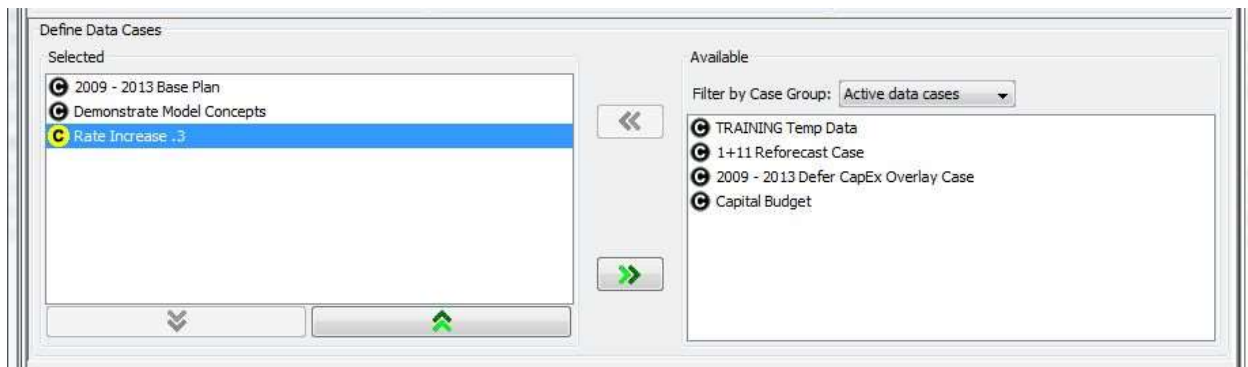 Define Data Cases
Selected
2009 - 2013 Base Plan
Demonstrate Model Concepts
Rate Increase .3
Available
Filter by Case Group: Active data cases
TRAINING Temp Data
1+11 Reforecast Case
2009 - 2013 Defer CapEx Overlay Case
Capital Budget